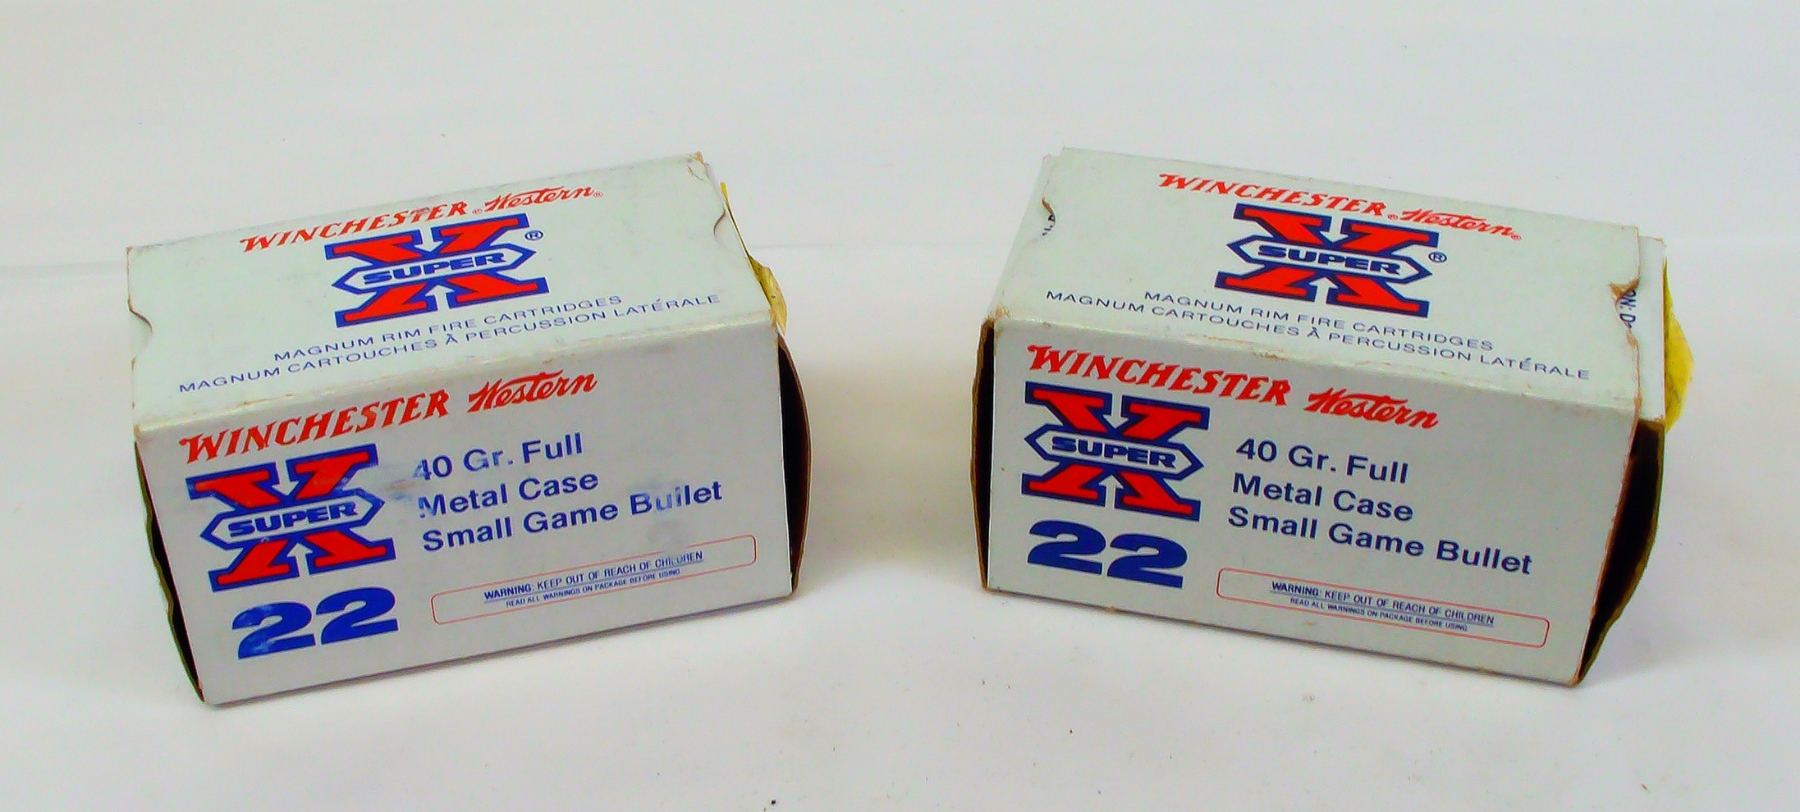 WINCHESTER® Western®
X SUPER ®
MAGNUM RIM FIRE CARTRIDGES
MAGNUM CARTOUCHES À PERCUSSION LATÉRALE
WINCHESTER Western
X SUPER
22
40 Gr. Full
Metal Case
Small Game Bullet
WARNING: KEEP OUT OF REACH OF CHILDREN
READ ALL WARNINGS ON PACKAGE BEFORE USING
WINCHESTER® Western®
X SUPER ®
MAGNUM RIM FIRE CARTRIDGES
MAGNUM CARTOUCHES À PERCUSSION LATÉRALE
WINCHESTER Western
X SUPER
22
40 Gr. Full
Metal Case
Small Game Bullet
WARNING: KEEP OUT OF REACH OF CHILDREN
READ ALL WARNINGS ON PACKAGE BEFORE USING